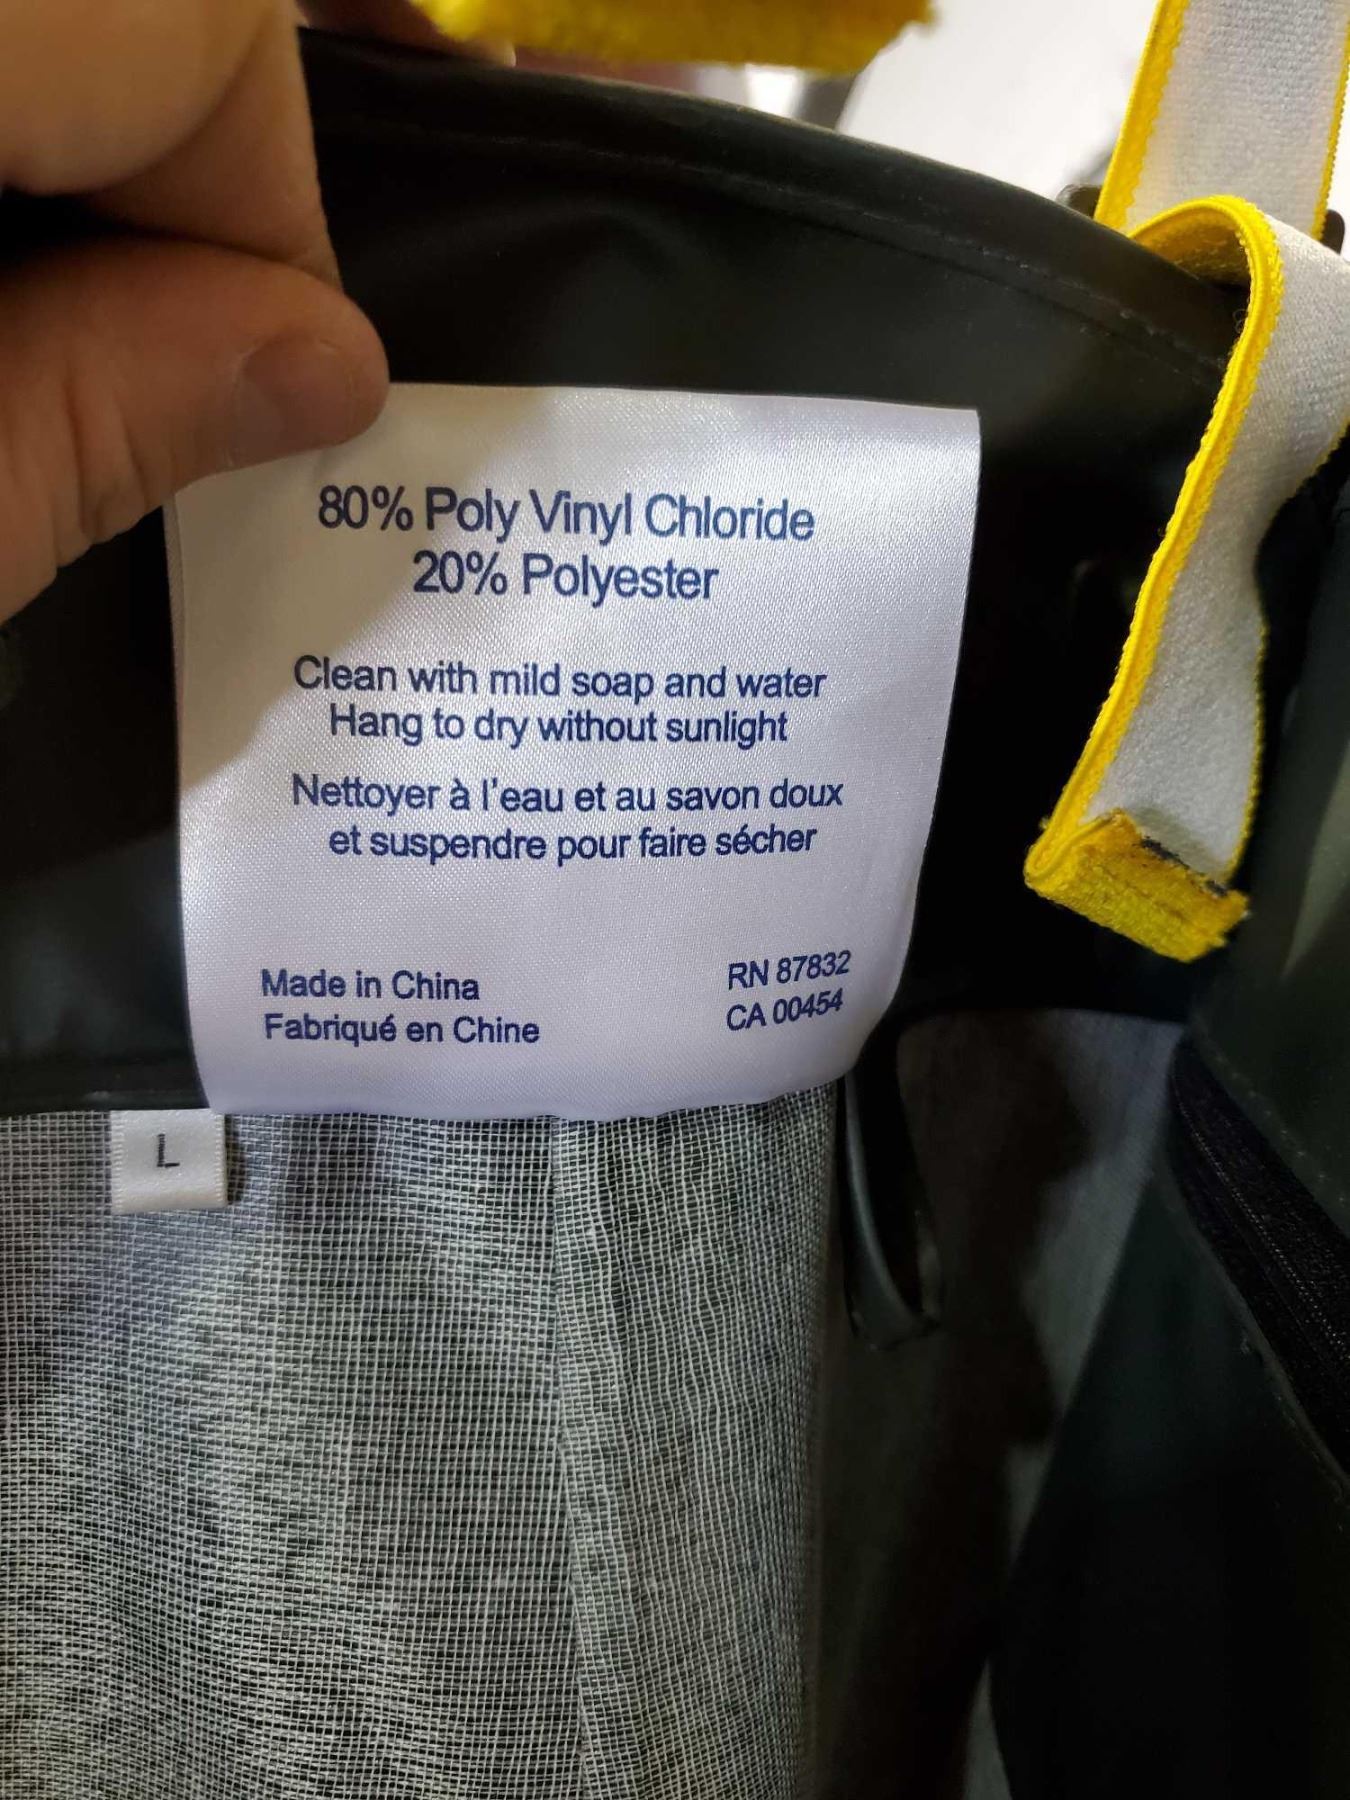 80% Poly Vinyl Chloride
20% Polyester
Clean with mild soap and water
Hang to dry without sunlight
Nettoyer à l'eau et au savon doux
et suspendre pour faire sécher
Made in China
Fabriqué en Chine
RN 87832
CA 00454
L